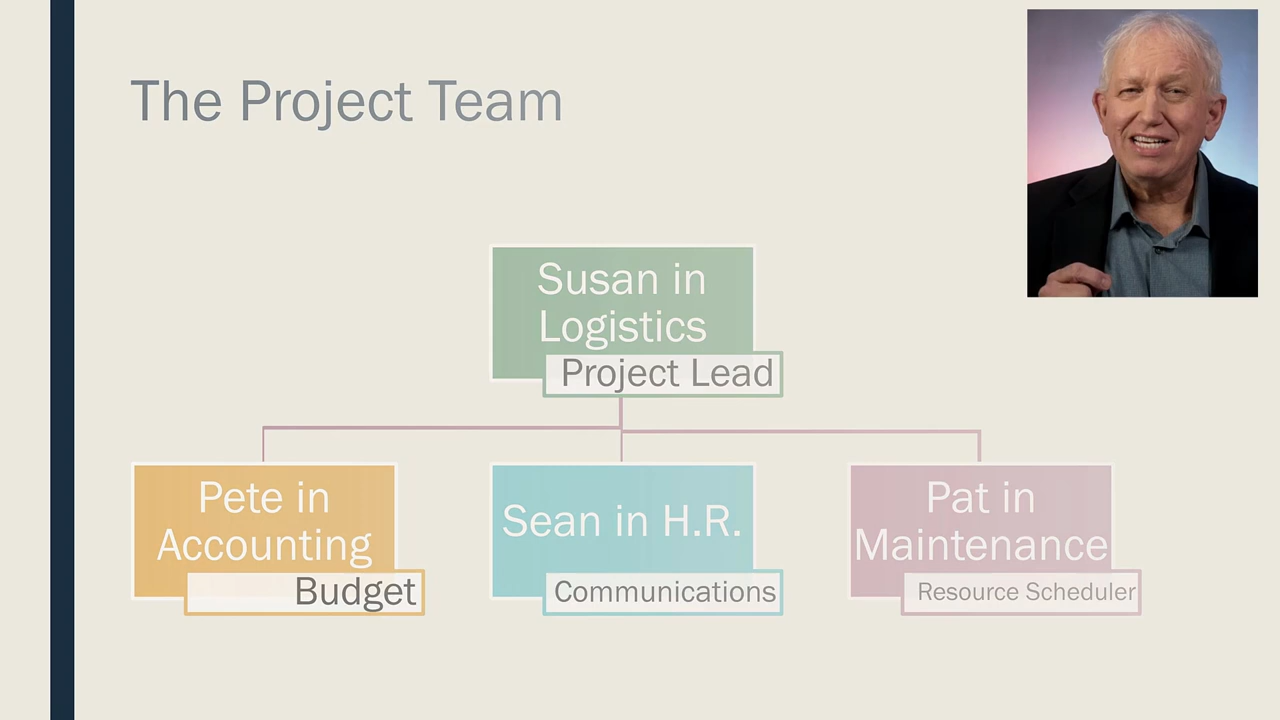 The Project Team
Susan in
Logistics
Project Lead
Pete in
Accounting
Budget
Sean in H.R.
Communications
Pat in
Maintenance
Resource Scheduler